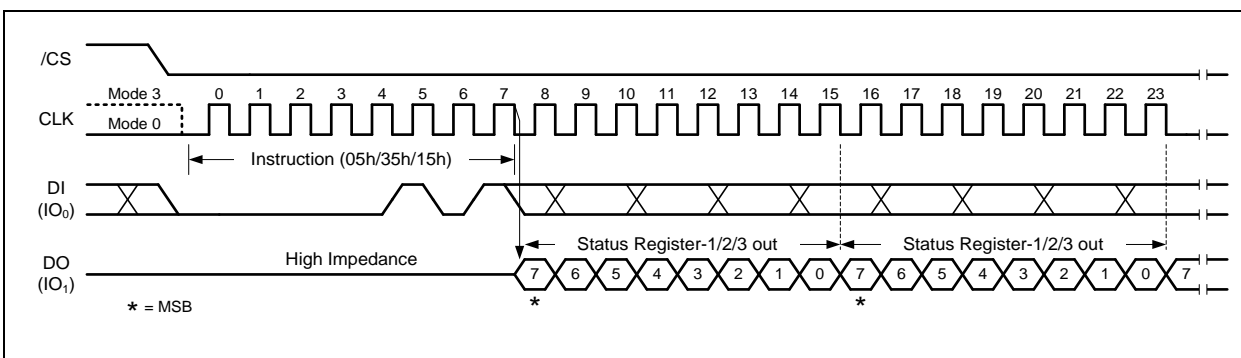 /CS
Mode 3
0 1 2 3 4 5 6 7 8 9 10 11 12 13 14 15 16 17 18 19 20 21 22 23
CLK
Mode 0
Instruction (05h/35h/15h)
DI
(IO₀)
Status Register-1/2/3 out Status Register-1/2/3 out
High Impedance
DO
(IO₁)
7 6 5 4 3 2 1 0 7 6 5 4 3 2 1 0 7
* *
* = MSB